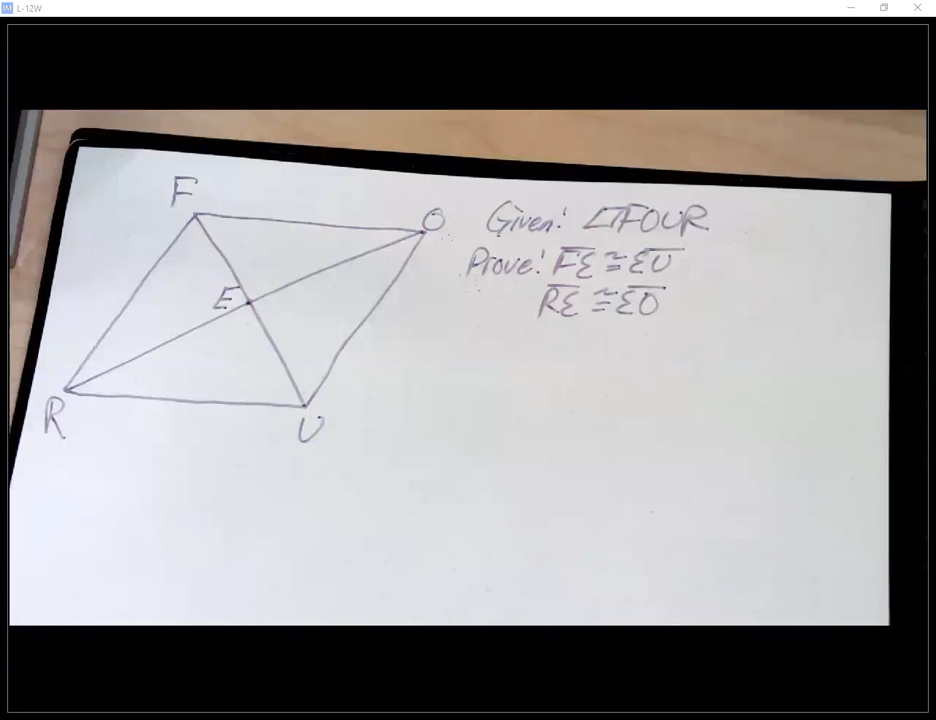 L-12W
F
O
Given: ▱FOUR
Prove: F̅E̅ ≅ E̅U̅
R̅E̅ ≅ E̅O̅
E
R
U